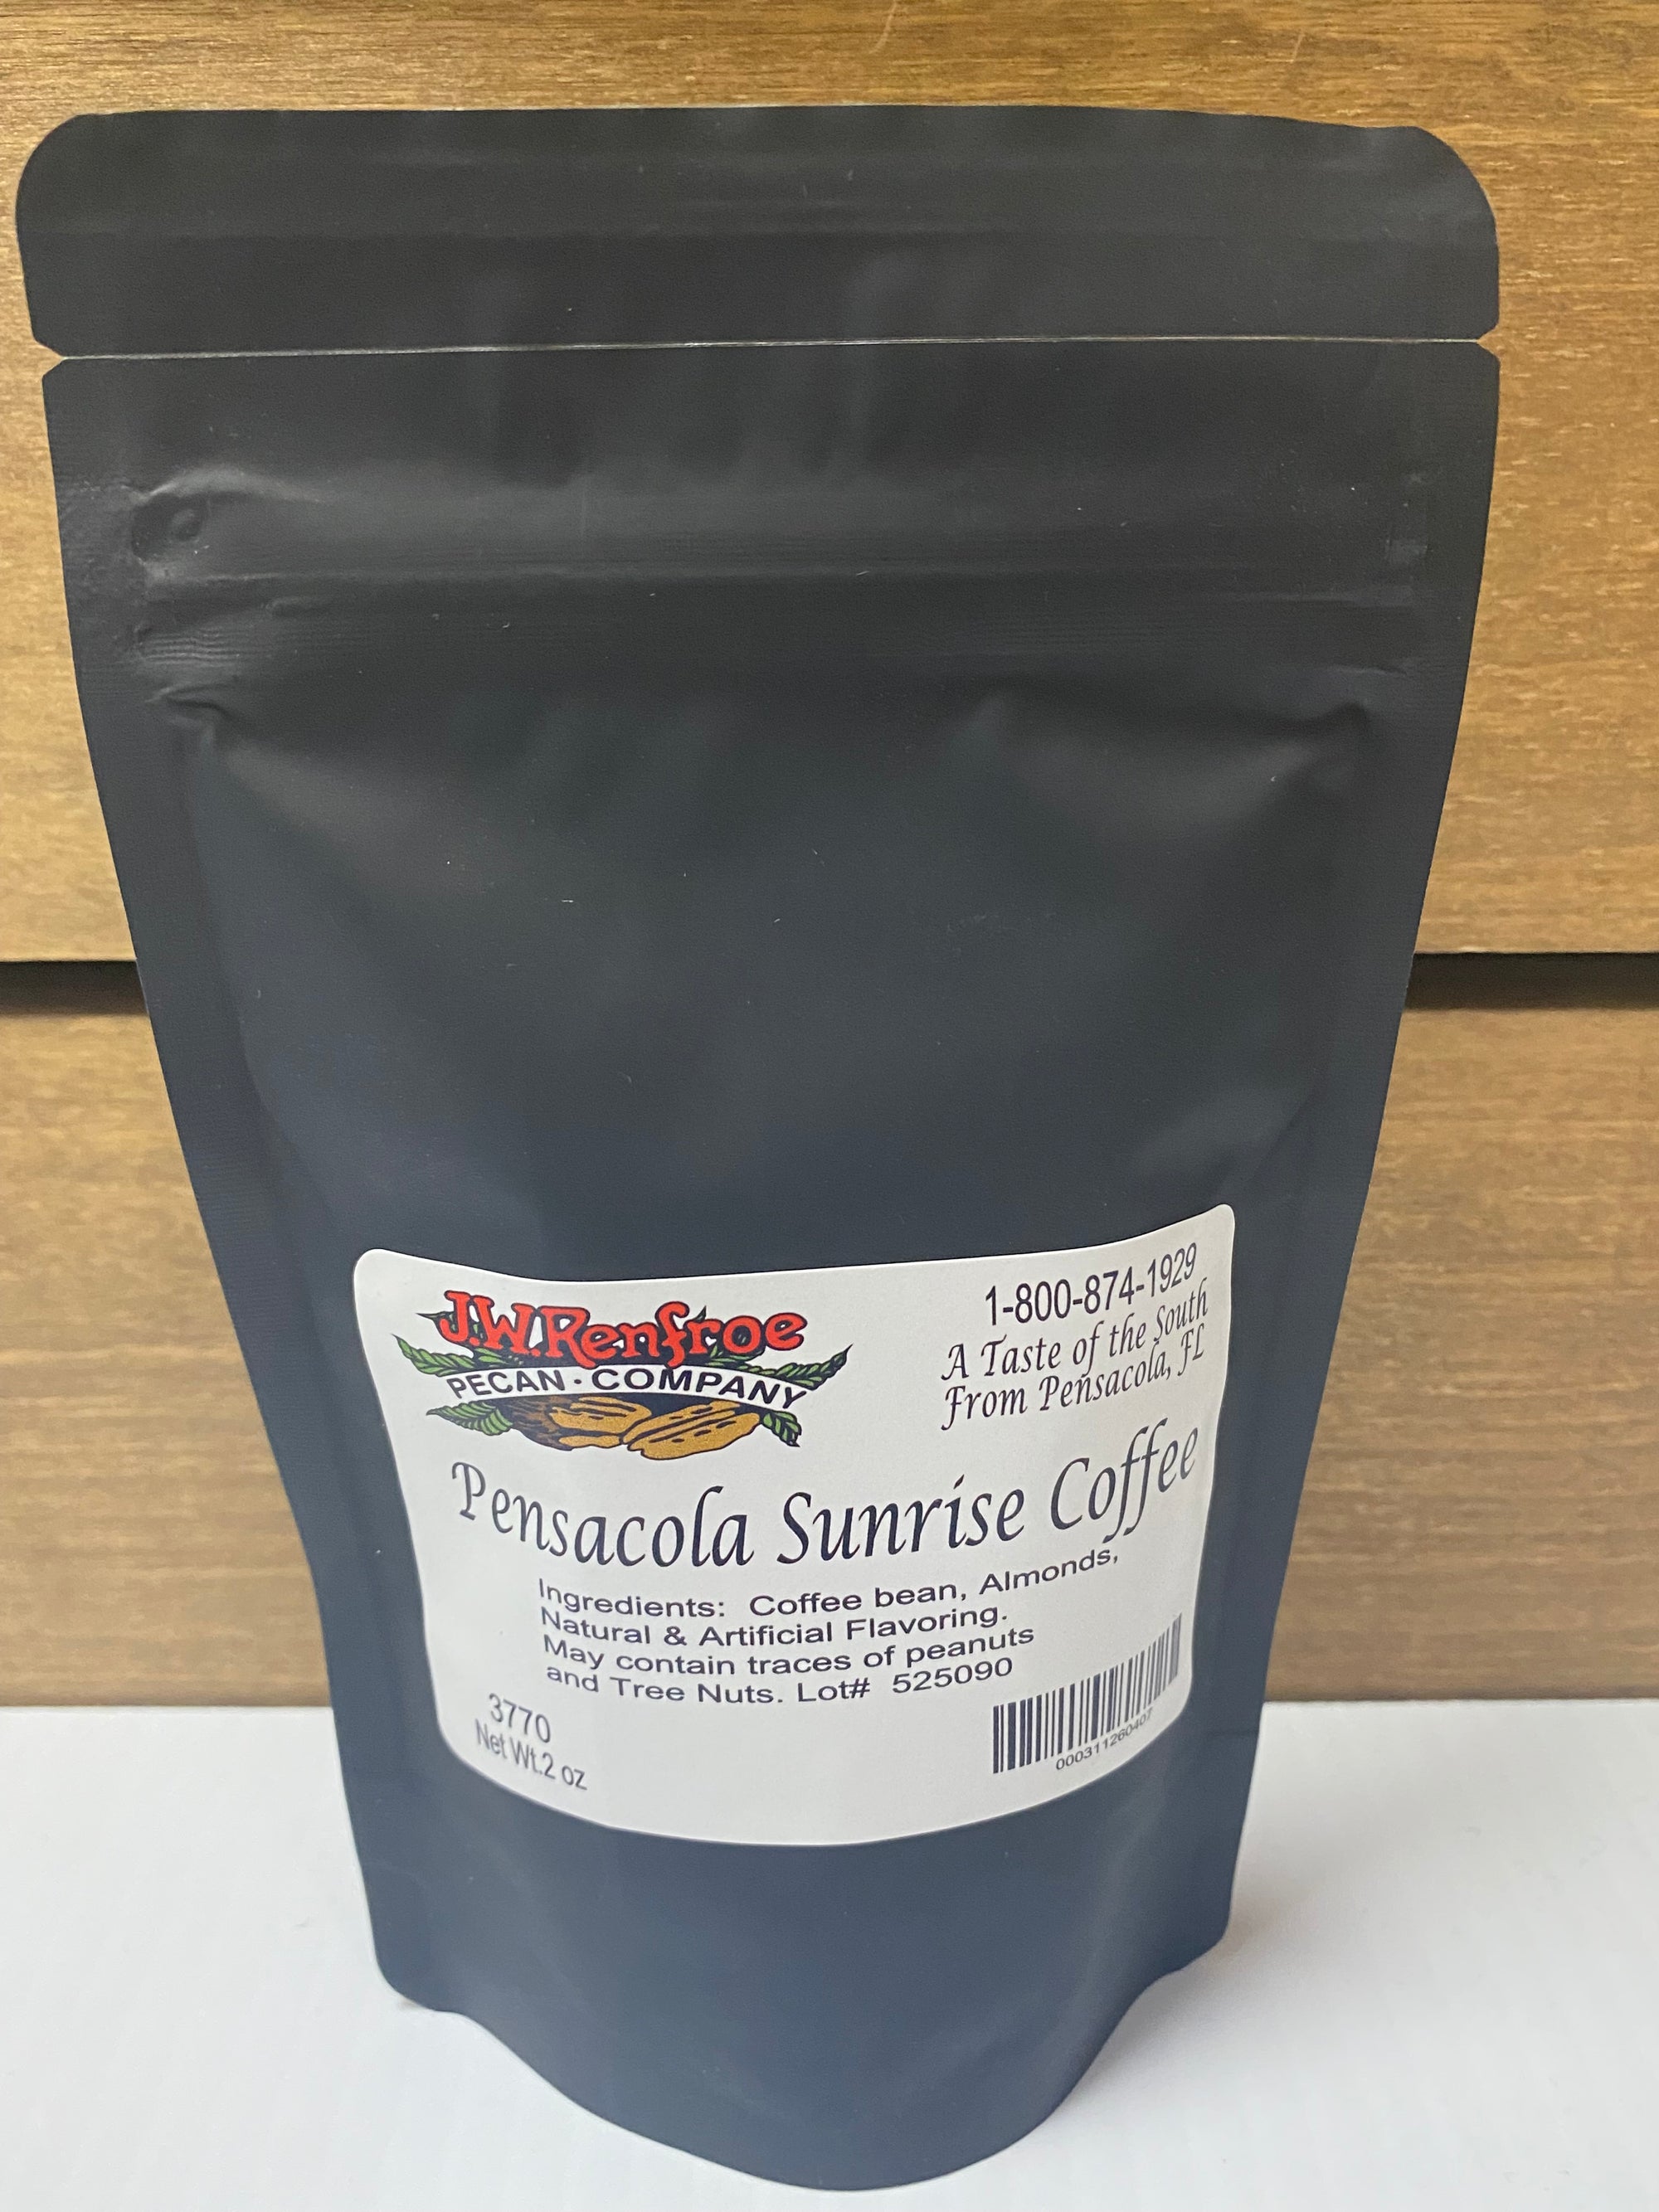 J.W. Renfroe
PECAN · COMPANY
1-800-874-1929
A Taste of the South
From Pensacola, FL
Pensacola Sunrise Coffee
Ingredients: Coffee bean, Almonds,
Natural & Artificial Flavoring.
May contain traces of peanuts
and Tree Nuts. Lot# 525090
3770
Net Wt.2 oz
000311260407